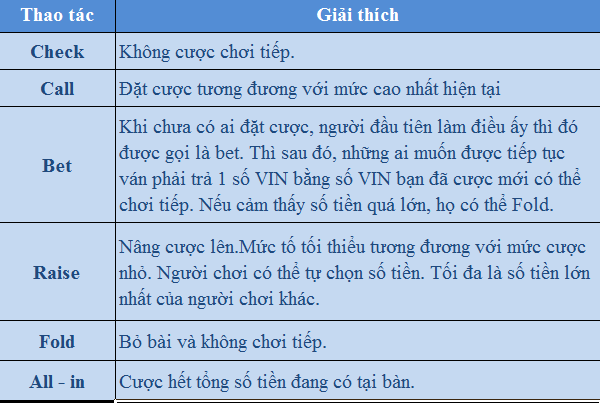 Thao tác Giải thích
Check Không cược chơi tiếp.
Call Đặt cược tương đương với mức cao nhất hiện tại
Khi chưa có ai đặt cược, người đầu tiên làm điều ấy thì đó
được gọi là bet. Thì sau đó, những ai muốn được tiếp tục
Bet
ván phải trả 1 số VIN bằng số VIN bạn đã cược mới có thể
chơi tiếp. Nếu cảm thấy số tiền quá lớn, họ có thể Fold.
Nâng cược lên.Mức tố tối thiểu tương đương với mức cược
Raise nhỏ. Người chơi có thể tự chọn số tiền. Tối đa là số tiền lớn
nhất của người chơi khác.
Fold Bỏ bài và không chơi tiếp.
All - in Cược hết tổng số tiền đang có tại bàn.